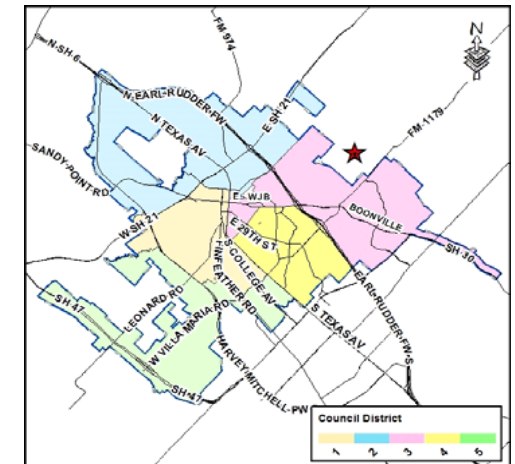 FM 974
N
N-SH-6
N-EARL-RUDDER-FW
E SH-21
N TEXAS-AV
FM-1179
SANDY-POINT-RD
E-WJB
BOONVILLE
W-SH 21
E 29TH ST
SH-30
S COLLEGE-AV
FINFEATHER RD
EARL-RUDDER-FW-S
LEONARD RD
SH-47
W VILLA MARIA-RD
S TEXAS-AV
HARVEY-MITCHELL-PW
SH-47
Council District
1 2 3 4 5